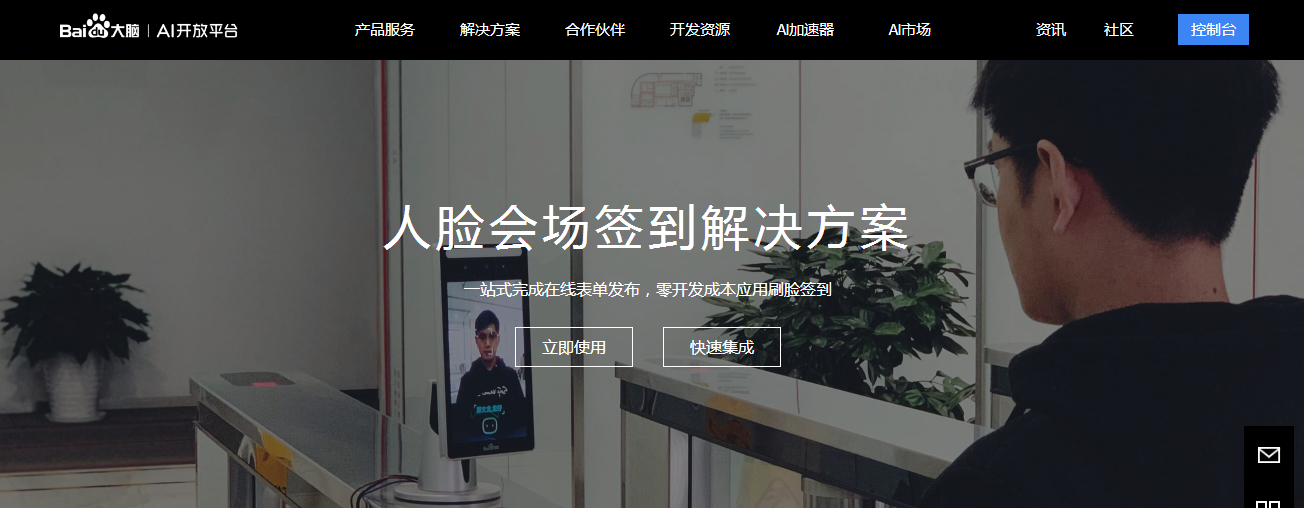 Bai du 大脑 | AI开放平台
产品服务
解决方案
合作伙伴
开发资源
AI加速器
AI市场
资讯
社区
控制台
人脸会场签到解决方案
一站式完成在线表单发布，零开发成本应用刷脸签到
立即使用
快速集成